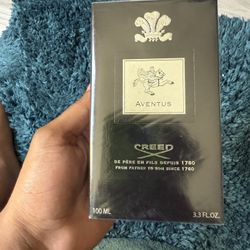 AVENTUS
CREED
DE PÈRE EN FILS DEPUIS 1760
FROM FATHER TO SON SINCE 1760
100 ML 3.3 FL.OZ.